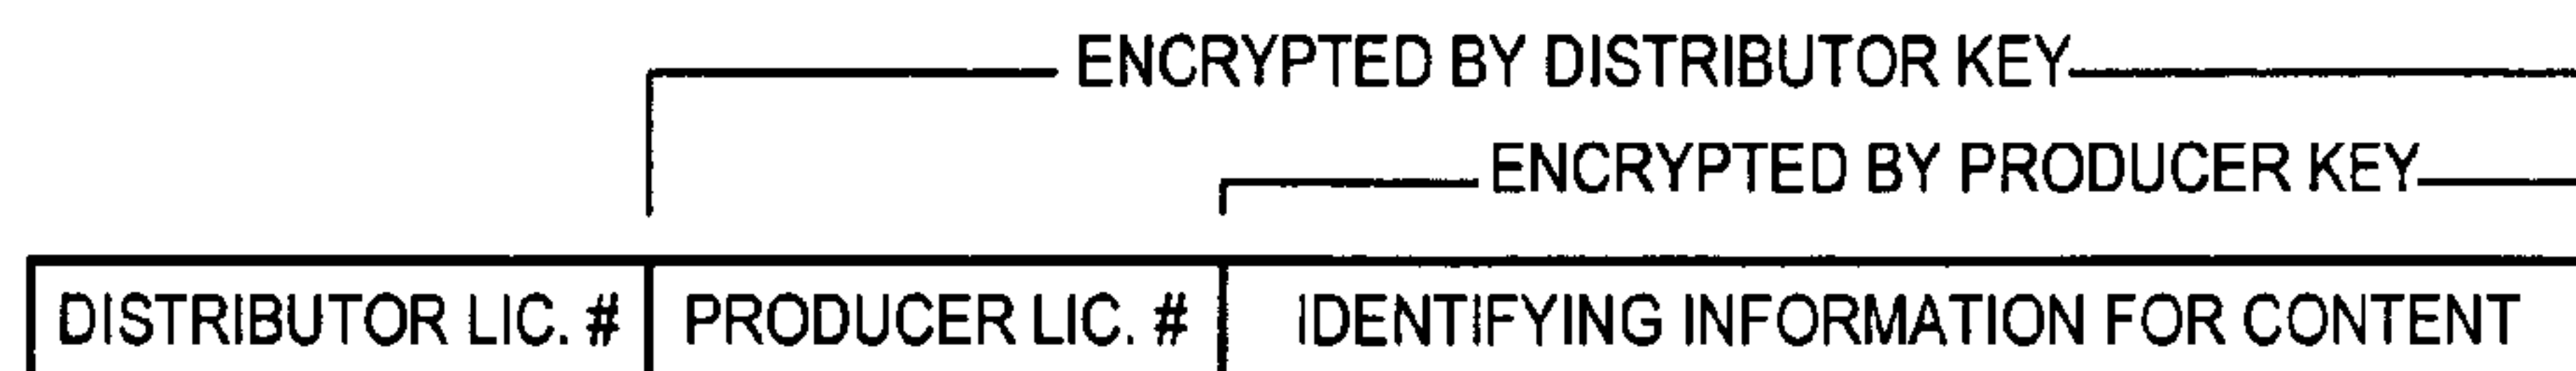 ENCRYPTED BY DISTRIBUTOR KEY
ENCRYPTED BY PRODUCER KEY
DISTRIBUTOR LIC. # PRODUCER LIC. # IDENTIFYING INFORMATION FOR CONTENT